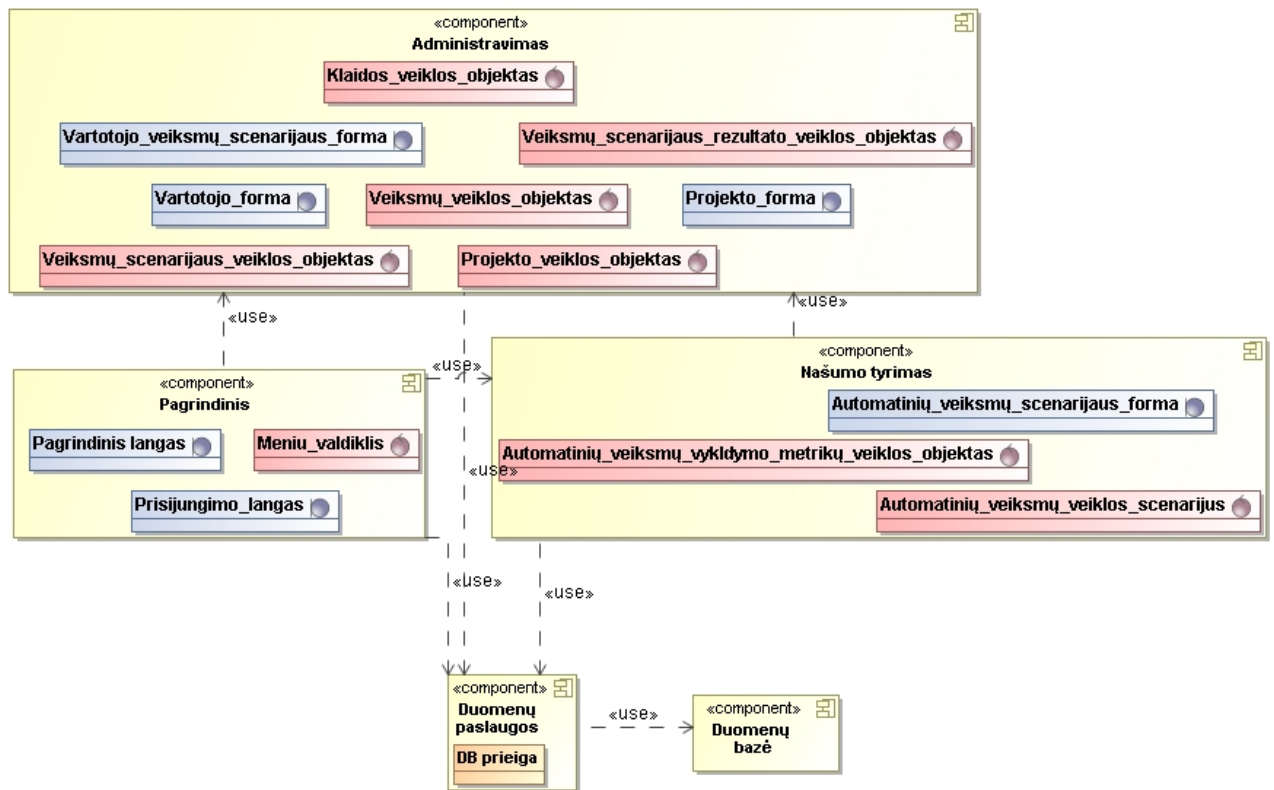 «component»
Administravimas
Klaidos_veiklos_objektas
Vartotojo_veiksmų_scenarijaus_forma
Veiksmų_scenarijaus_rezultato_veiklos_objektas
Vartotojo_forma
Veiksmų_veiklos_objektas
Projekto_forma
Veiksmų_scenarijaus_veiklos_objektas
Projekto_veiklos_objektas
«use»
«use»
«use»
«component»
Pagrindinis
Pagrindinis langas
Meniu_valdiklis
Prisijungimo_langas
«component»
Našumo tyrimas
Automatinių_veiksmų_scenarijaus_forma
Automatinių_veiksmų_vykldymo_metrikų_veiklos_objektas
Automatinių_veiksmų_veiklos_scenarijus
«use»
«use»
«use»
«component»
Duomenų
paslaugos
DB prieiga
«use»
«component»
Duomenų
bazė